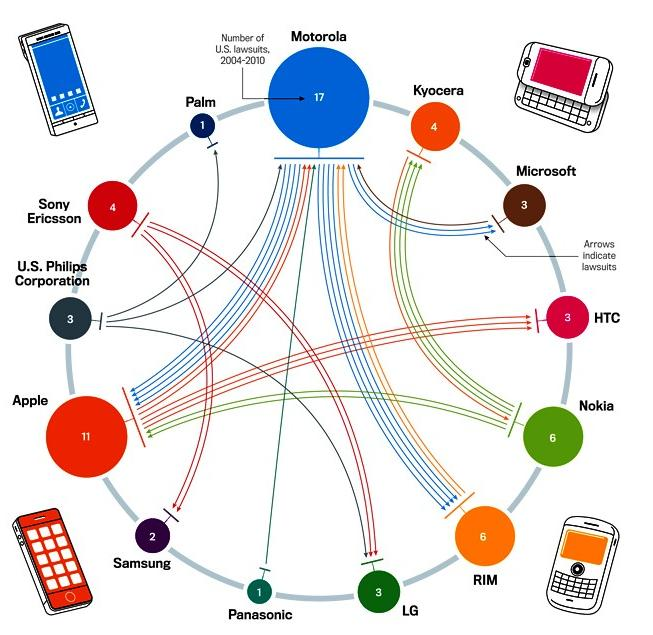 Motorola
Number of
U.S. lawsuits,
2004-2010
17
Kyocera
4
Palm
1
Microsoft
3
Sony
Ericsson
4
Arrows
indicate
lawsuits
U.S. Philips
Corporation
3
HTC
3
Apple
11
Nokia
6
Samsung
2
RIM
6
Panasonic
1
LG
3